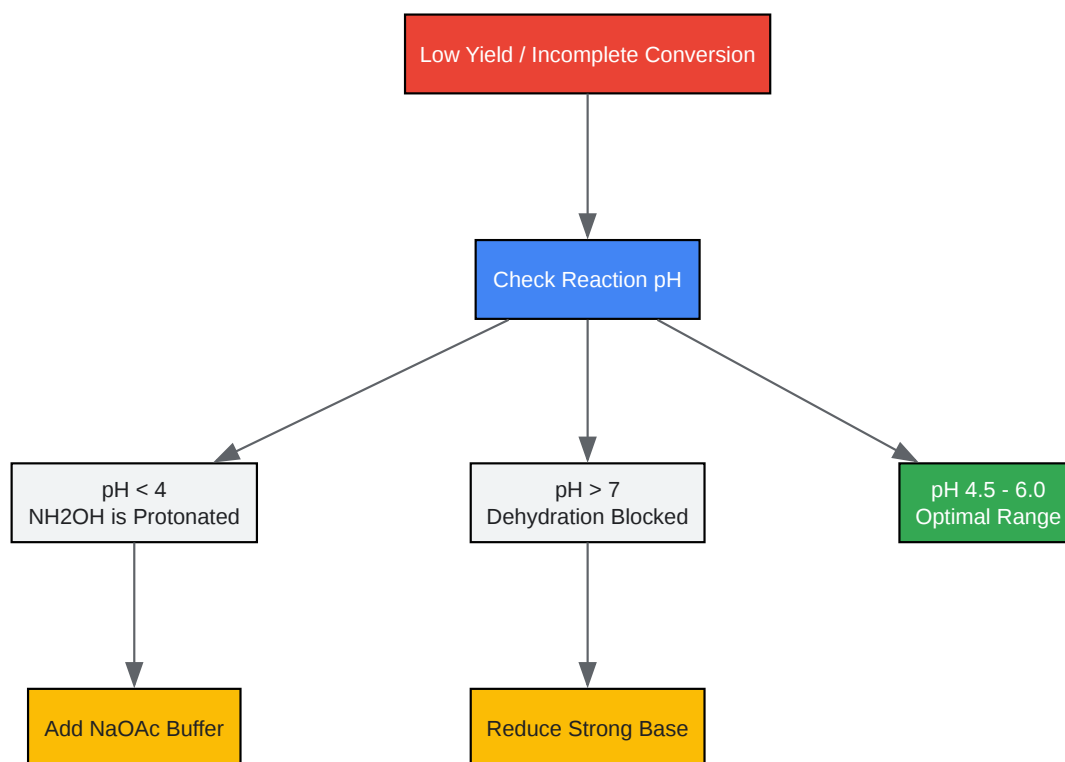 Low Yield / Incomplete Conversion
Check Reaction pH
pH < 4
NH2OH is Protonated
pH > 7
Dehydration Blocked
pH 4.5 - 6.0
Optimal Range
Add NaOAc Buffer
Reduce Strong Base